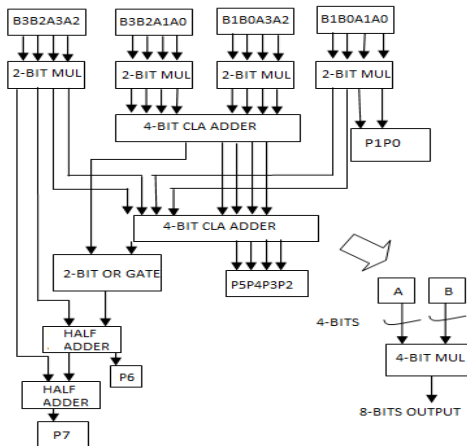 B3B2A3A2
B3B2A1A0
B1B0A3A2
B1B0A1A0
2-BIT MUL
2-BIT MUL
2-BIT MUL
2-BIT MUL
4-BIT CLA ADDER
P1P0
4-BIT CLA ADDER
2-BIT OR GATE
P5P4P3P2
A
B
4-BITS
HALF
ADDER
4-BIT MUL
P6
HALF
ADDER
8-BITS OUTPUT
P7